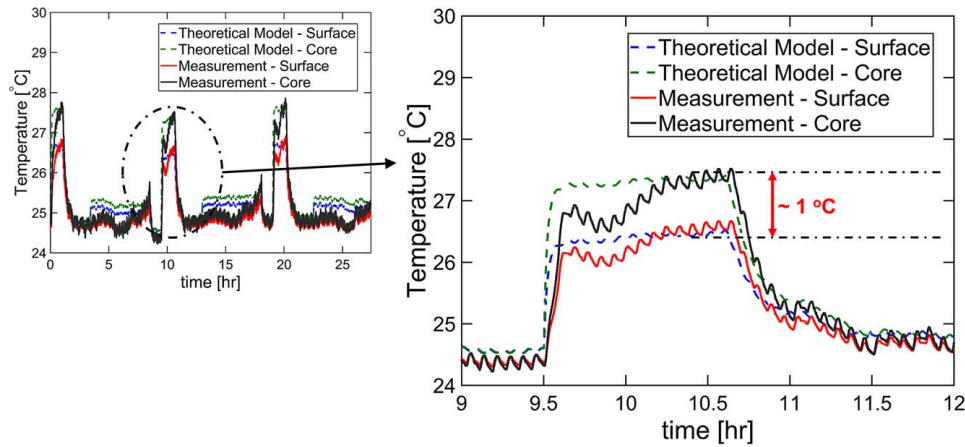 30
29
28
27
26
25
24
0
5
10
15
20
25
Temperature [°C]
time [hr]
Theoretical Model - Surface
Theoretical Model - Core
Measurement - Surface
Measurement - Core
30
29
28
27
26
25
24
9
9.5
10
10.5
11
11.5
12
Temperature [°C]
time [hr]
Theoretical Model - Surface
Theoretical Model - Core
Measurement - Surface
Measurement - Core
~ 1 °C